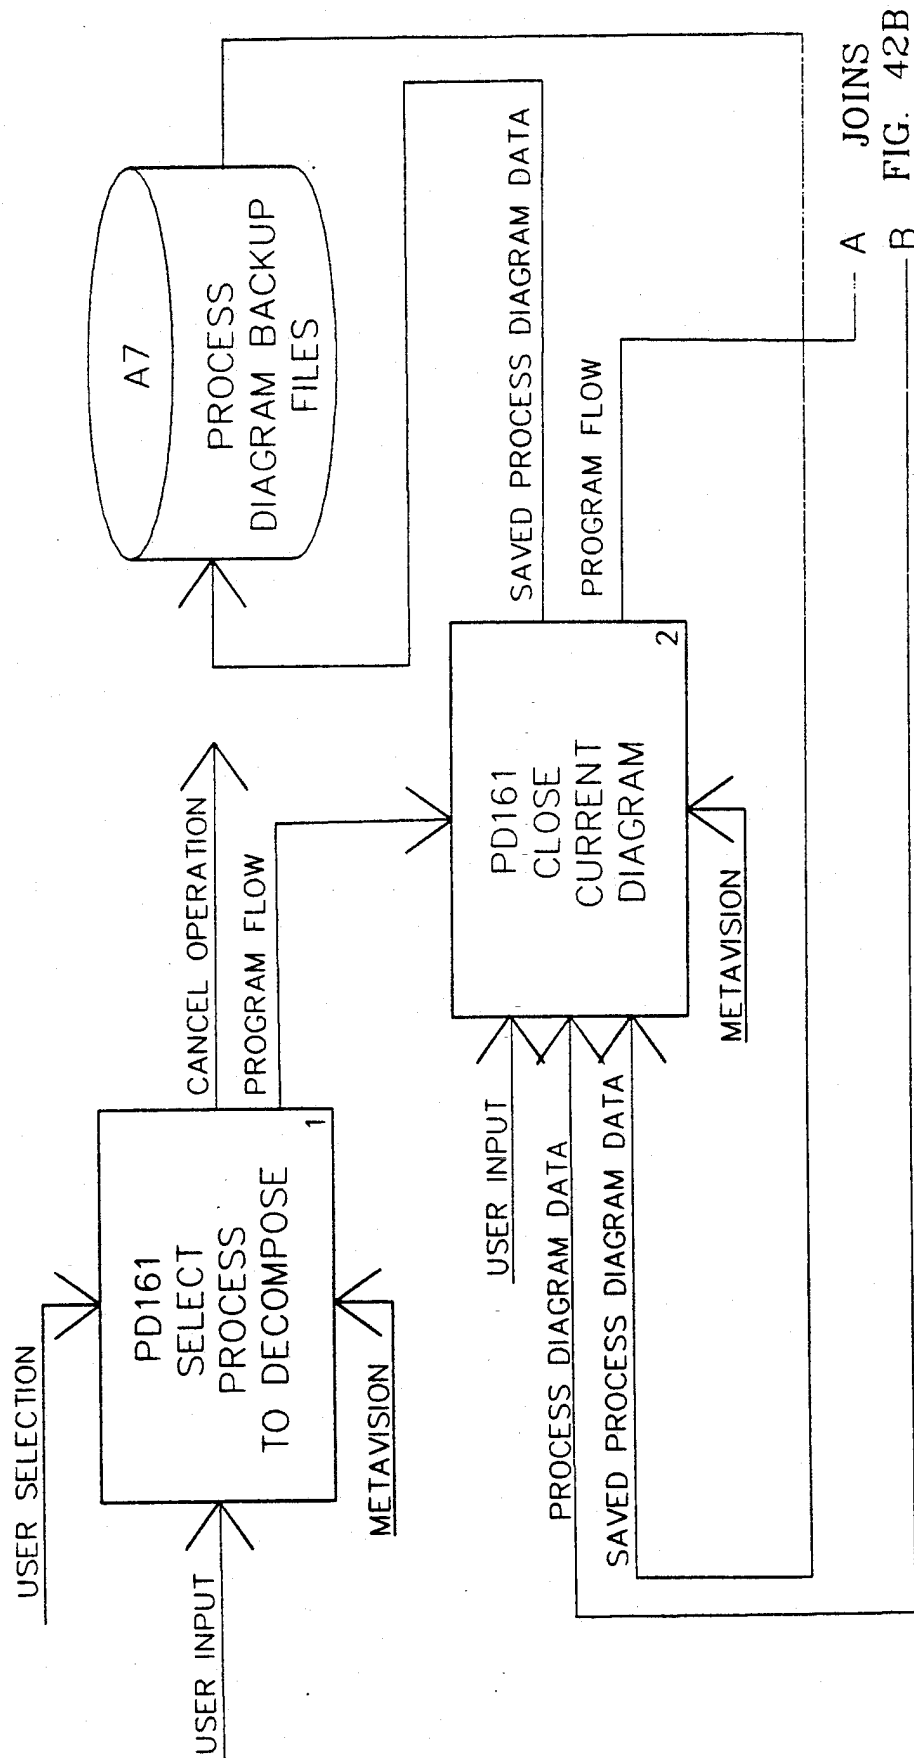 USER SELECTION
USER INPUT
PD161
SELECT
PROCESS
TO DECOMPOSE
1
METAVISION
CANCEL OPERATION
PROGRAM FLOW
A7
PROCESS
DIAGRAM BACKUP
FILES
USER INPUT
PROCESS DIAGRAM DATA
SAVED PROCESS DIAGRAM DATA
PD161
CLOSE
CURRENT
DIAGRAM
2
METAVISION
SAVED PROCESS DIAGRAM DATA
PROGRAM FLOW
A
B
JOINS
FIG. 42B